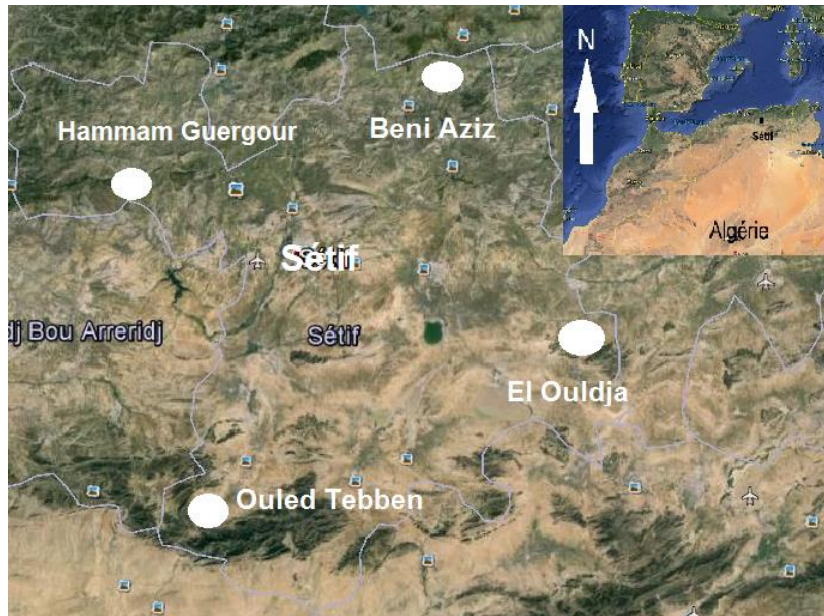 N
Hammam Guergour
Beni Aziz
Sétif
Algérie
Sétif
dj Bou Arreridj
Sétif
El Ouldja
Ouled Tebben